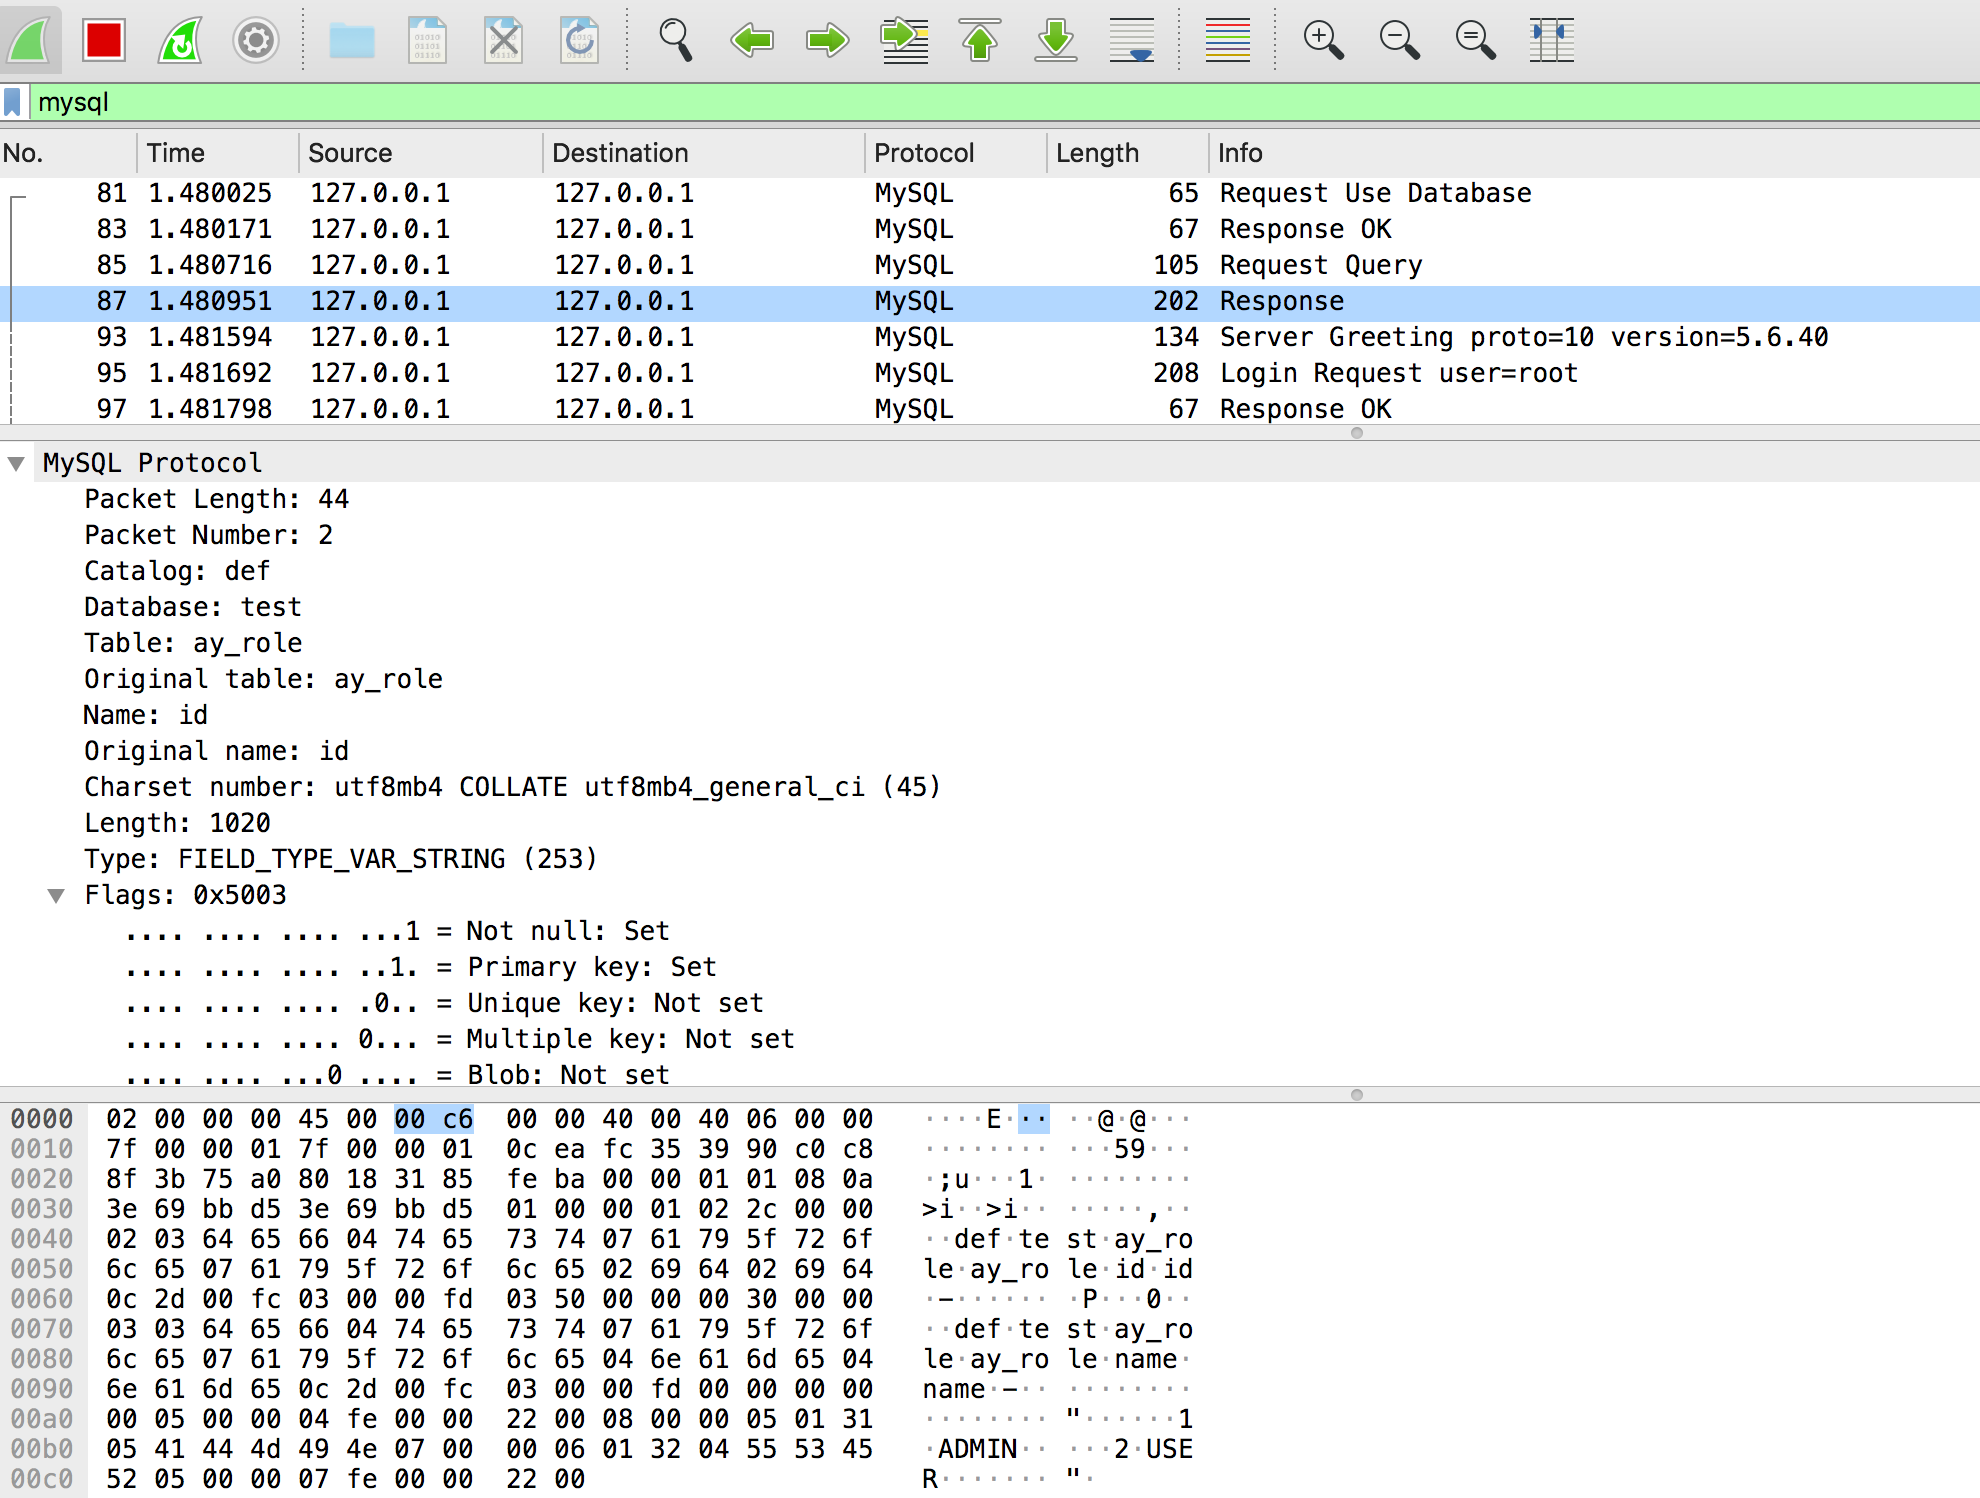 mysql
No. Time Source Destination Protocol Length Info
81 1.480025 127.0.0.1 127.0.0.1 MySQL 65 Request Use Database
83 1.480171 127.0.0.1 127.0.0.1 MySQL 67 Response OK
85 1.480716 127.0.0.1 127.0.0.1 MySQL 105 Request Query
87 1.480951 127.0.0.1 127.0.0.1 MySQL 202 Response
93 1.481594 127.0.0.1 127.0.0.1 MySQL 134 Server Greeting proto=10 version=5.6.40
95 1.481692 127.0.0.1 127.0.0.1 MySQL 208 Login Request user=root
97 1.481798 127.0.0.1 127.0.0.1 MySQL 67 Response OK
MySQL Protocol
Packet Length: 44
Packet Number: 2
Catalog: def
Database: test
Table: ay_role
Original table: ay_role
Name: id
Original name: id
Charset number: utf8mb4 COLLATE utf8mb4_general_ci (45)
Length: 1020
Type: FIELD_TYPE_VAR_STRING (253)
Flags: 0x5003
.... .... .... ...1 = Not null: Set
.... .... .... ..1. = Primary key: Set
.... .... .... .0.. = Unique key: Not set
.... .... .... 0... = Multiple key: Not set
.... .... ...0 .... = Blob: Not set
0000 02 00 00 00 45 00 00 c6 00 00 40 00 40 06 00 00 ····E··· ··@·@···
0010 7f 00 00 01 7f 00 00 01 0c ea fc 35 39 90 c0 c8 ········ ···59···
0020 8f 3b 75 a0 80 18 31 85 fe ba 00 00 01 01 08 0a ·;u···1· ········
0030 3e 69 bb d5 3e 69 bb d5 01 00 00 01 02 2c 00 00 >i··>i·· ·····,··
0040 02 03 64 65 66 04 74 65 73 74 07 61 79 5f 72 6f ··def·te st·ay_ro
0050 6c 65 07 61 79 5f 72 6f 6c 65 02 69 64 02 69 64 le·ay_ro le·id·id
0060 0c 2d 00 fc 03 00 00 fd 03 50 00 00 00 30 00 00 ·-······ ·P···0··
0070 03 03 64 65 66 04 74 65 73 74 07 61 79 5f 72 6f ··def·te st·ay_ro
0080 6c 65 07 61 79 5f 72 6f 6c 65 04 6e 61 6d 65 04 le·ay_ro le·name·
0090 6e 61 6d 65 0c 2d 00 fc 03 00 00 fd 00 00 00 00 name·-·· ········
00a0 00 05 00 00 04 fe 00 00 22 00 08 00 00 05 01 31 ········ "······1
00b0 05 41 44 4d 49 4e 07 00 00 06 01 32 04 55 53 45 ·ADMIN·· ···2·USE
00c0 52 05 00 00 07 fe 00 00 22 00 R······· "·